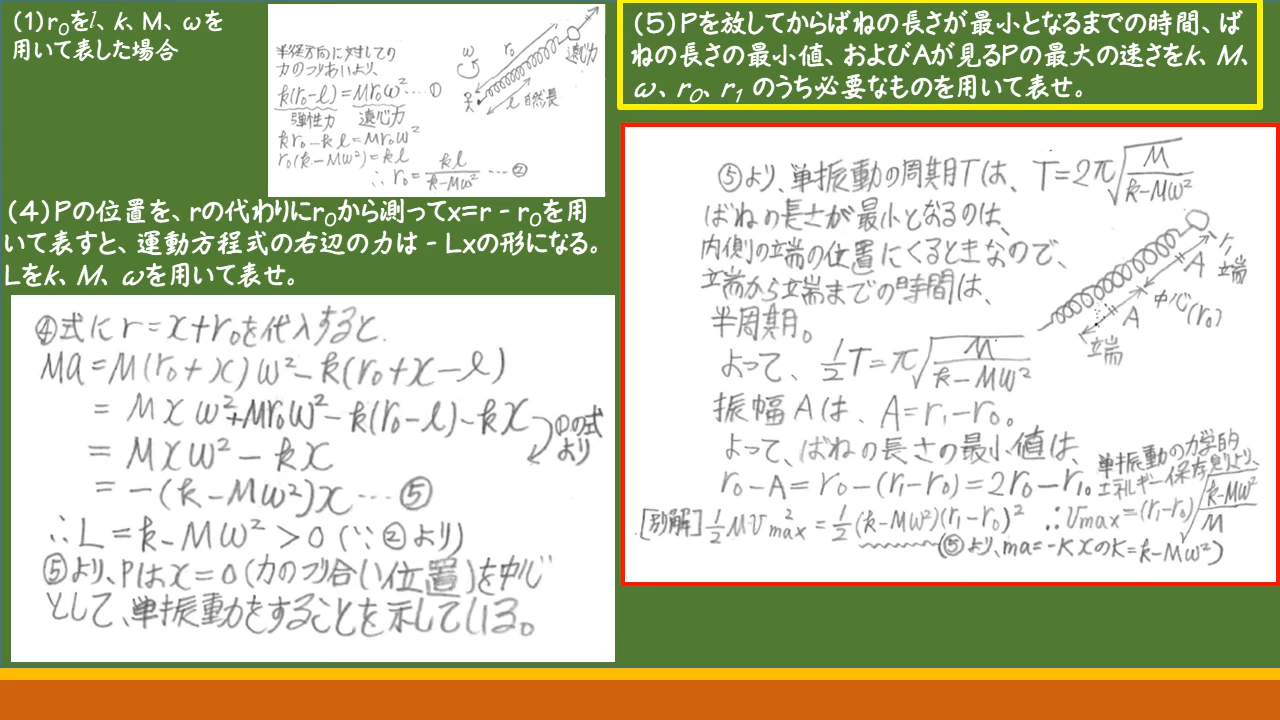 (1)r₀をl、k、M、ωを
用いて表した場合
半径方向に対しての
力のつりあいより、
k(r₀-l)=Mr₀ω²……①
弾性力 遠心力
kr₀-kl=Mr₀ω²
r₀(k-Mω²)=kl
∴r₀=kl/(k-Mω²) …②
ω
r₀
遠心力
l 自然長
(4)Pの位置を、rの代わりにr₀から測ってx=r-r₀を用
いて表すと、運動方程式の右辺の力は-Lxの形になる。
Lをk、M、ωを用いて表せ。
④式にr=x+r₀を代入すると、
Ma=M(r₀+x)ω²-k(r₀+x-l)
=Mxω²+Mr₀ω²-k(r₀-l)-kx
①の式
より
=Mxω²-kx
=-(k-Mω²)x…⑤
∴L=k-Mω²>0(∵②より)
⑤より、Pはx=0(力のつり合い位置)を中心
として、単振動をすることを示している。
(5)Pを放してからばねの長さが最小となるまでの時間、ば
ねの長さの最小値、およびAが見るPの最大の速さをk、M、
ω、r₀、r₁のうち必要なものを用いて表せ。
⑤より、単振動の周期Tは、T=2π√(M/(k-Mω²))
ばねの長さが最小となるのは、
内側の端の位置にくるときなので、
端から端までの時間は、
半周期。
よって、½T=π√(M/(k-Mω²))
r₁
端
A
中心(r₀)
A
端
振幅Aは、A=r₁-r₀。
よって、ばねの長さの最小値は、
r₀-A=r₀-(r₁-r₀)=2r₀-r₁。
単振動の力学的
エネルギー保存則より、
[別解]½Mv²max=½(k-Mω²)(r₁-r₀)² ∴vmax=(r₁-r₀)√((k-Mω²)/M)
(⑤より、ma=-KxのK=k-Mω²)